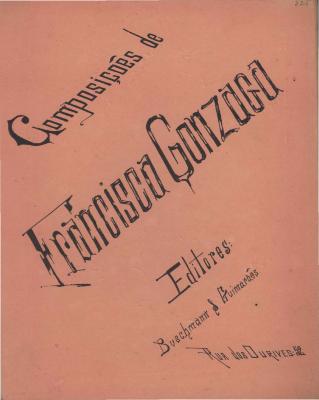 Composições de
Francisca Gonzaga
Editores:
Buschmann & Guimarães
Rua dos Ourives 52